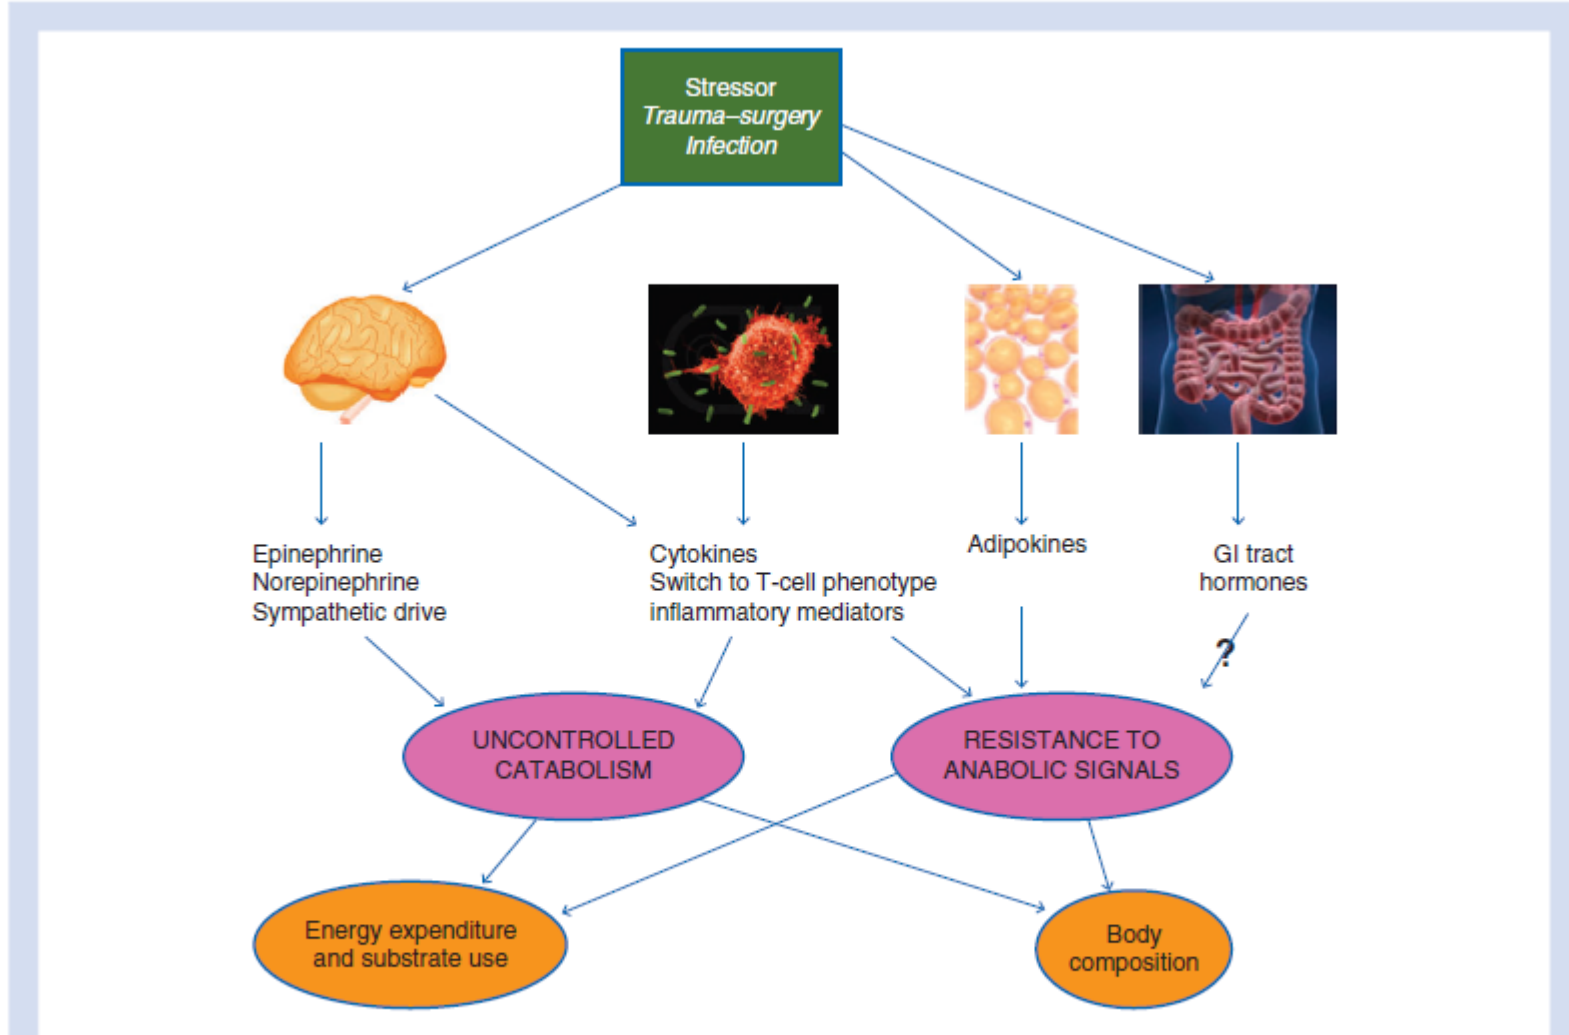 Stressor
Trauma–surgery
Infection
Epinephrine
Norepinephrine
Sympathetic drive
Cytokines
Switch to T-cell phenotype
inflammatory mediators
Adipokines
GI tract
hormones
?
UNCONTROLLED
CATABOLISM
RESISTANCE TO
ANABOLIC SIGNALS
Energy expenditure
and substrate use
Body
composition